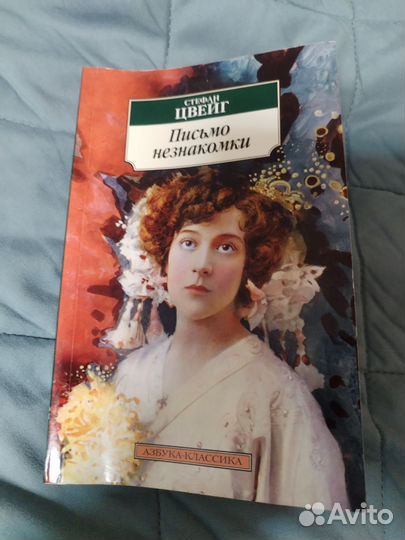 СТЕФАН
ЦВЕЙГ
Письмо
незнакомки
АЗБУКА-КЛАССИКА
Avito